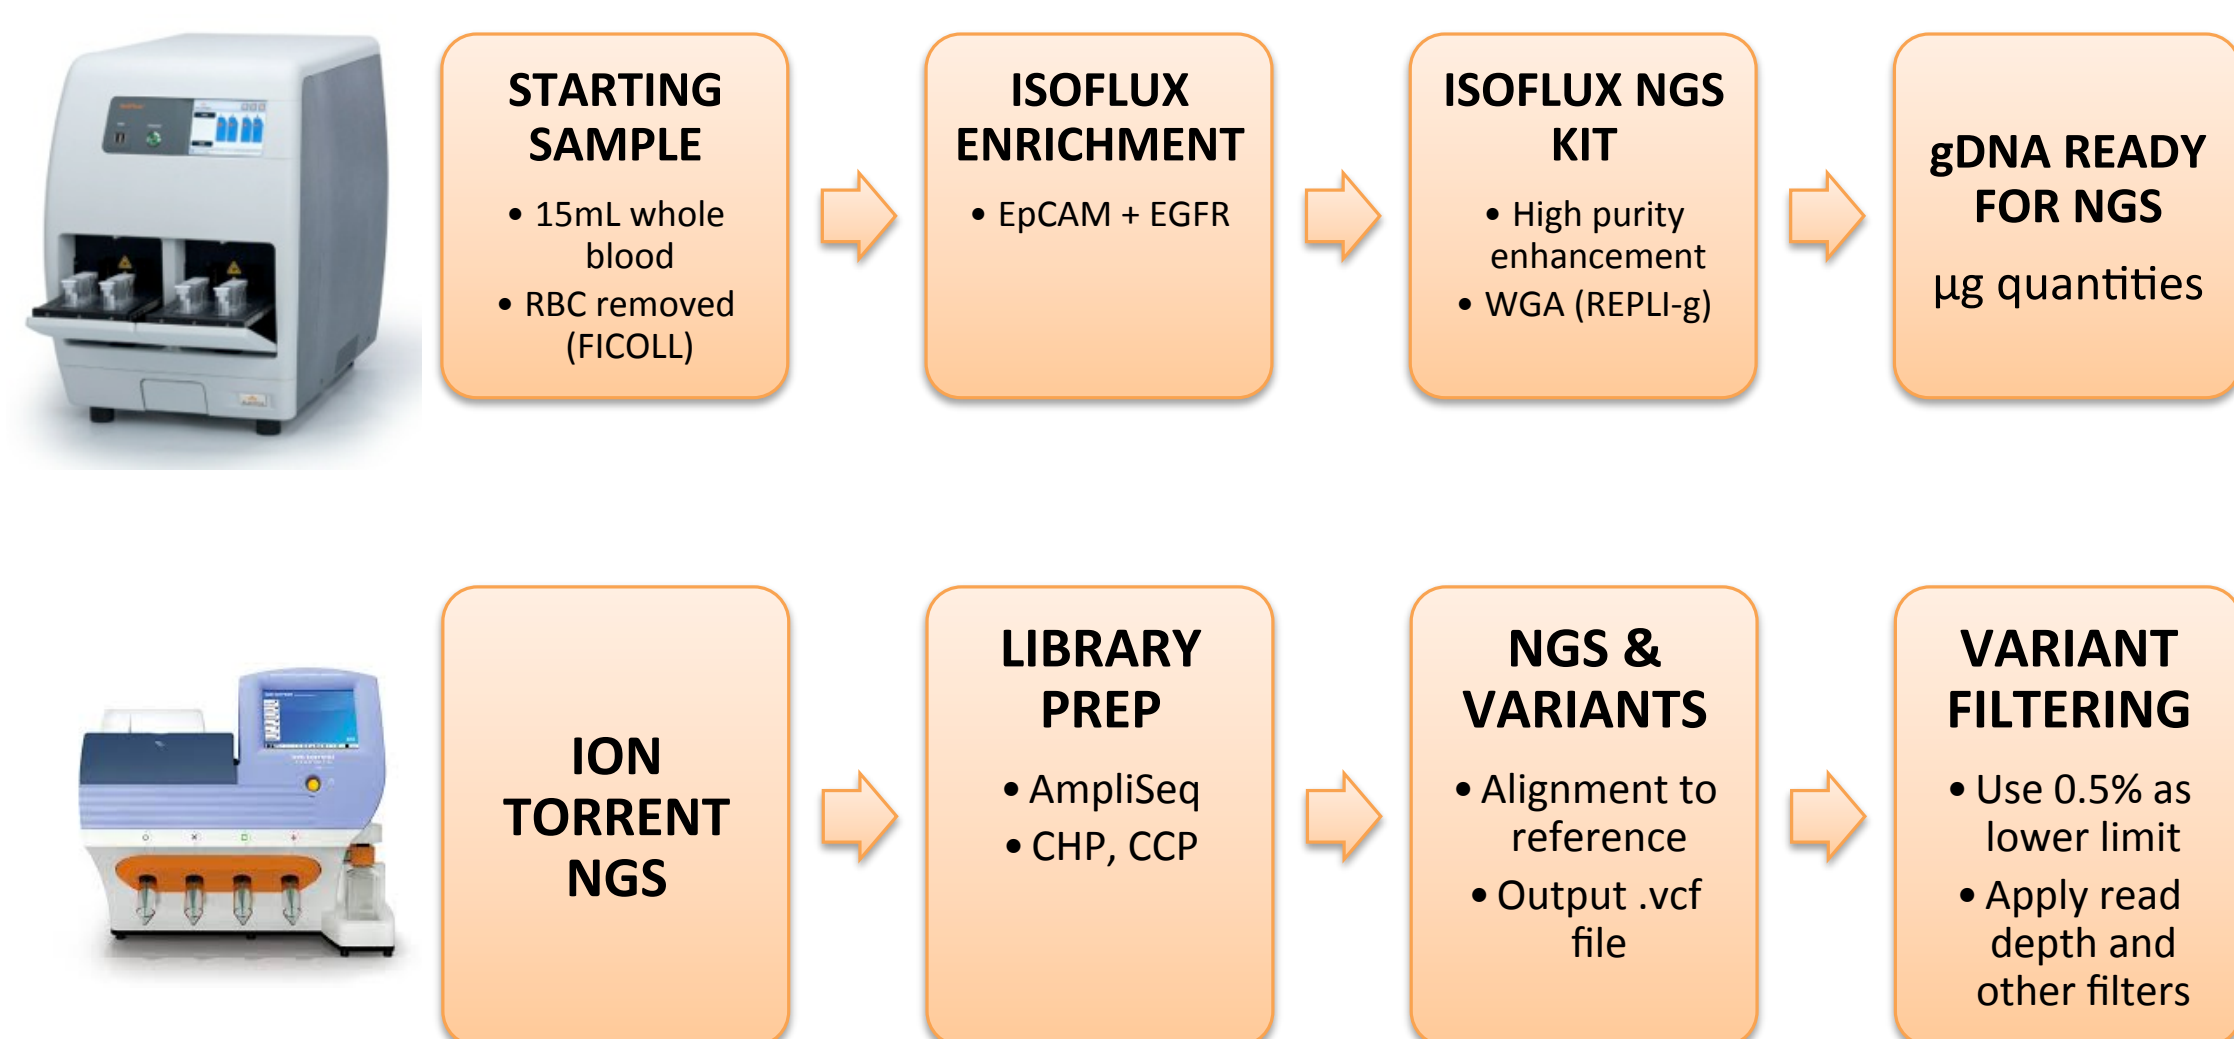 STARTING
SAMPLE
• 15mL whole
blood
• RBC removed
(FICOLL)
ISOFLUX
ENRICHMENT
• EpCAM + EGFR
ISOFLUX NGS
KIT
• High purity
enhancement
• WGA (REPLI-g)
gDNA READY
FOR NGS
µg quantities
ION
TORRENT
NGS
LIBRARY
PREP
• AmpliSeq
• CHP, CCP
NGS &
VARIANTS
• Alignment to
reference
• Output .vcf
file
VARIANT
FILTERING
• Use 0.5% as
lower limit
• Apply read
depth and
other filters